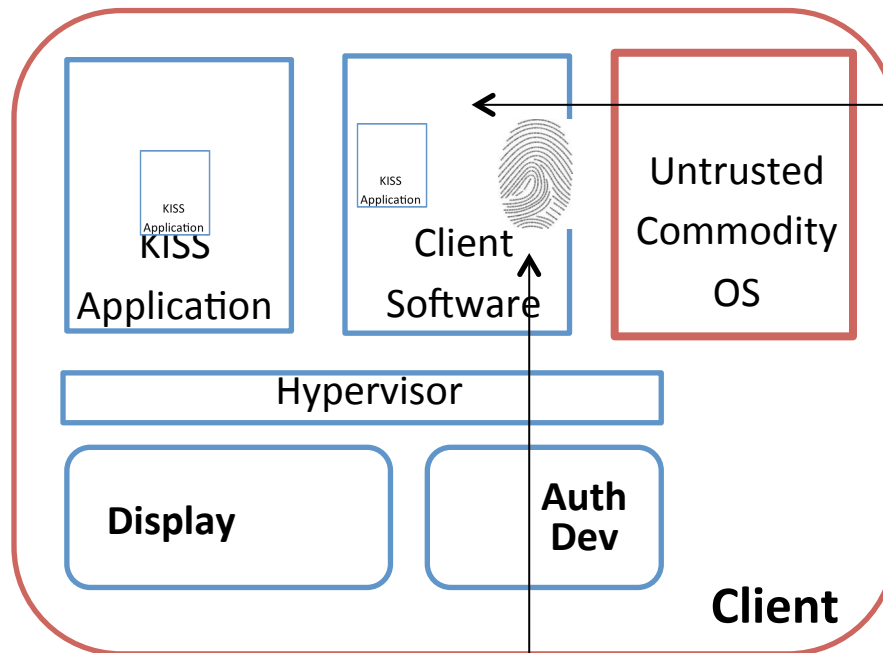 KISS
Application
KISS
Application
KISS
Application
Client
Software
Untrusted
Commodity
OS
Hypervisor
Display
Auth
Dev
Client